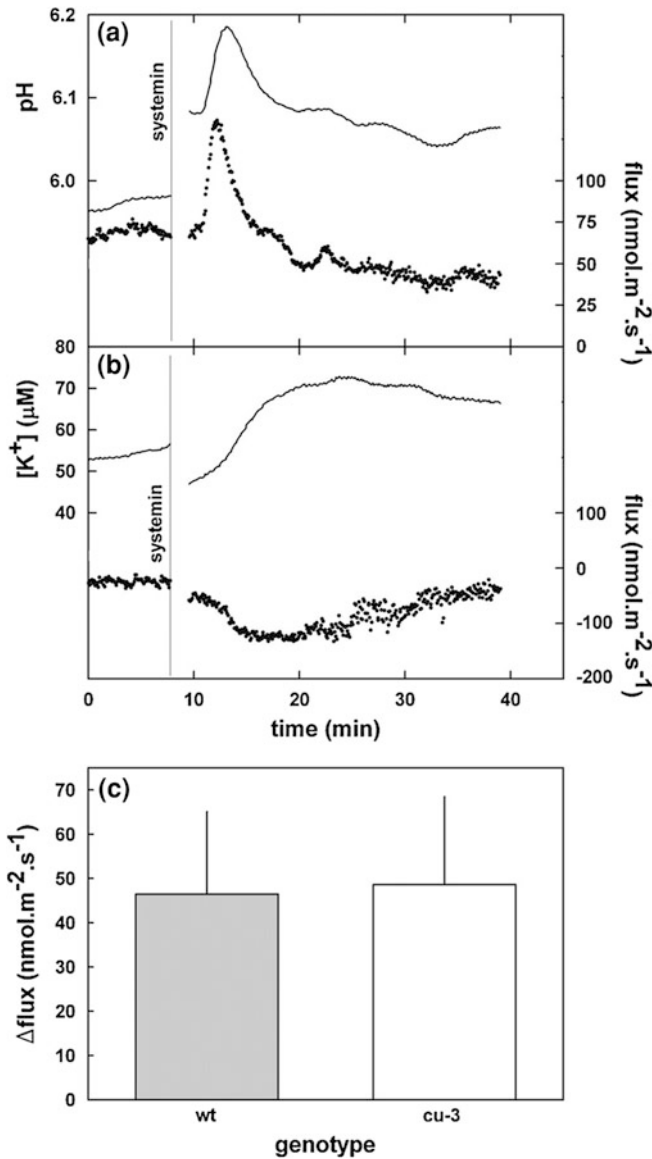 (a)
6.2
6.1
6.0
pH
systemin
100
75
50
25
0
flux (nmol.m-2.s-1)
(b)
80
70
60
50
40
[K+] (μM)
systemin
100
0
-100
-200
flux (nmol.m-2.s-1)
0 10 20 30 40
time (min)
(c)
70
60
50
40
30
20
10
0
Δflux (nmol.m-2.s-1)
wt cu-3
genotype